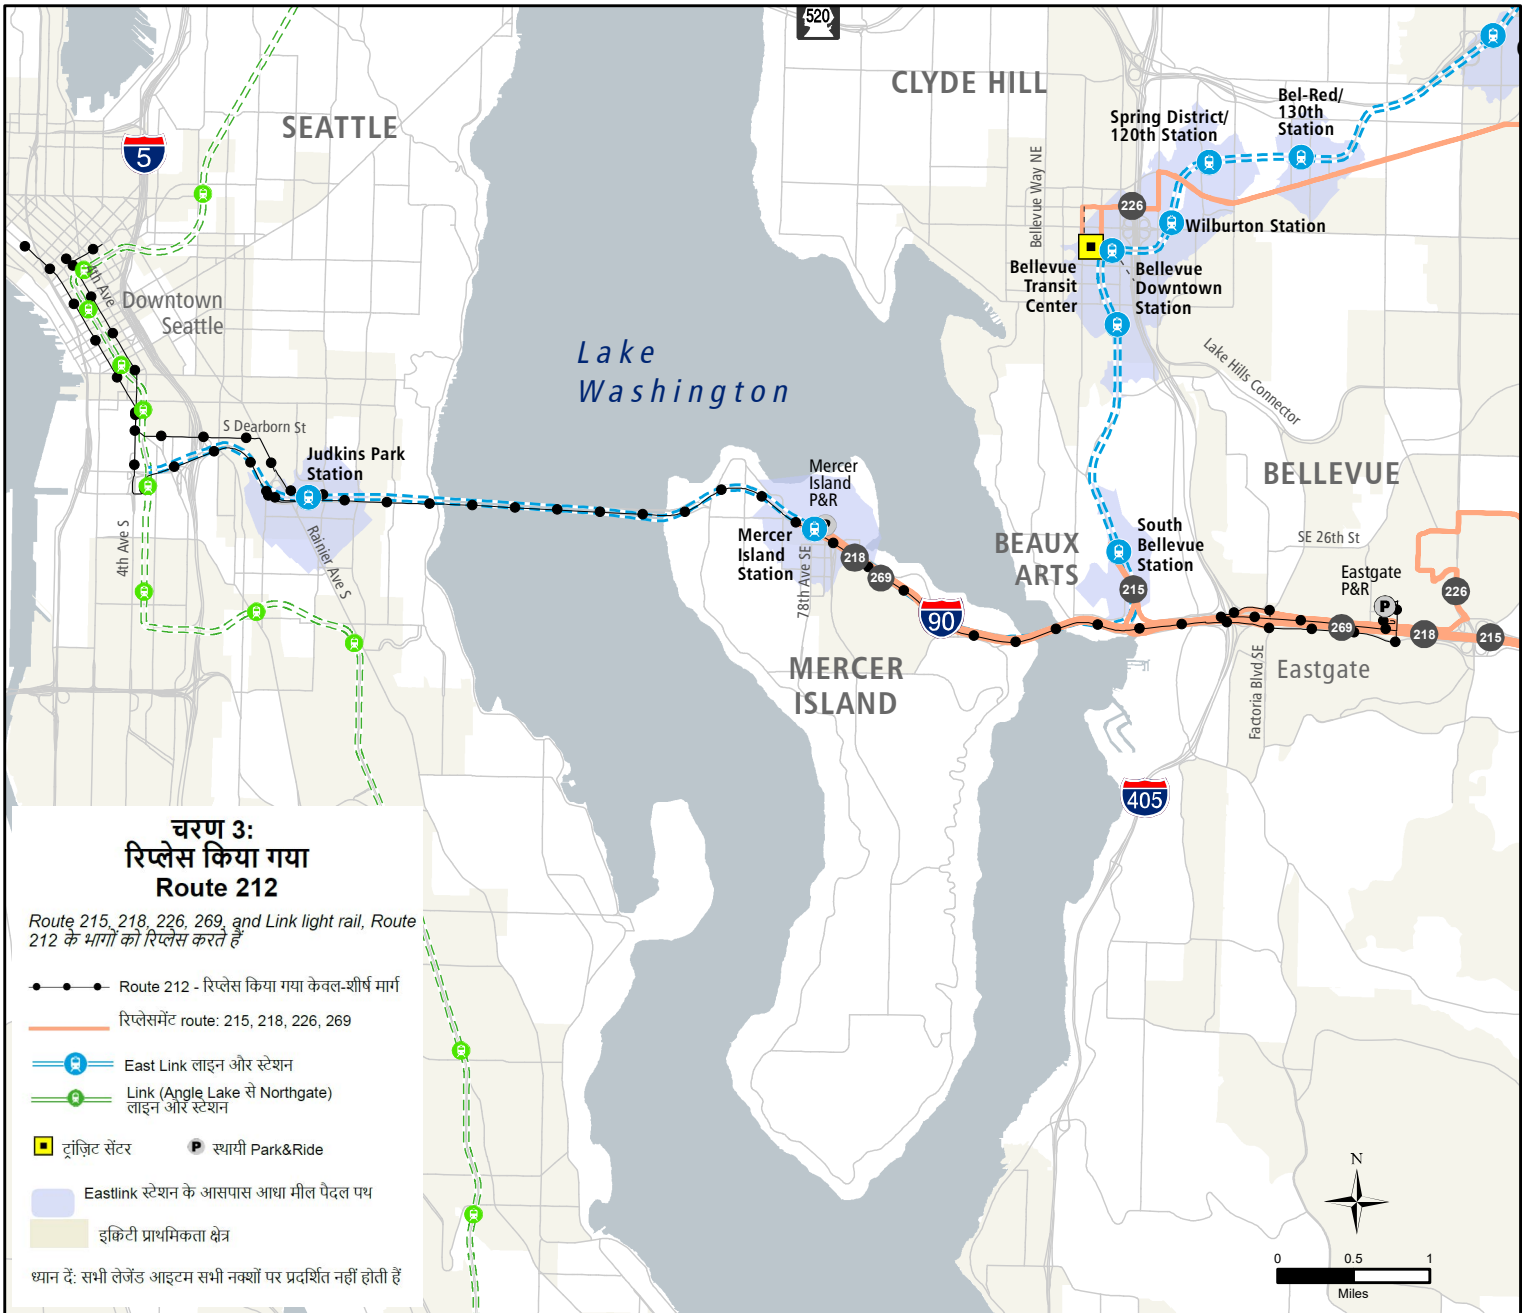 520
CLYDE HILL
SEATTLE
5
Spring District/
120th Station
Bel-Red/
130th
Station
Bellevue Way NE
226
Wilburton Station
Bellevue
Transit
Center
Bellevue
Downtown
Station
4th Ave
Downtown
Seattle
Lake
Washington
Lake Hills Connector
S Dearborn St
Judkins Park
Station
Mercer
Island
P&R
BELLEVUE
4th Ave S
Rainier Ave S
Mercer
Island
Station
78th Ave SE
218
269
BEAUX
ARTS
South
Bellevue
Station
SE 26th St
Eastgate
P&R
P
215
226
90
269
218
215
MERCER
ISLAND
Factoria Blvd SE
Eastgate
405
चरण 3:
रिप्लेस किया गया
Route 212
Route 215, 218, 226, 269, and Link light rail, Route
212 के भागों को रिप्लेस करते हैं
Route 212 - रिप्लेस किया गया केवल-शीर्ष मार्ग
रिप्लेसमेंट route: 215, 218, 226, 269
East Link लाइन और स्टेशन
Link (Angle Lake से Northgate)
लाइन और स्टेशन
ट्रांज़िट सेंटर
P स्थायी Park&Ride
Eastlink स्टेशन के आसपास आधा मील पैदल पथ
इक्विटी प्राथमिकता क्षेत्र
ध्यान दें: सभी लेजेंड आइटम सभी नक्शों पर प्रदर्शित नहीं होती हैं
N
0 0.5 1
Miles